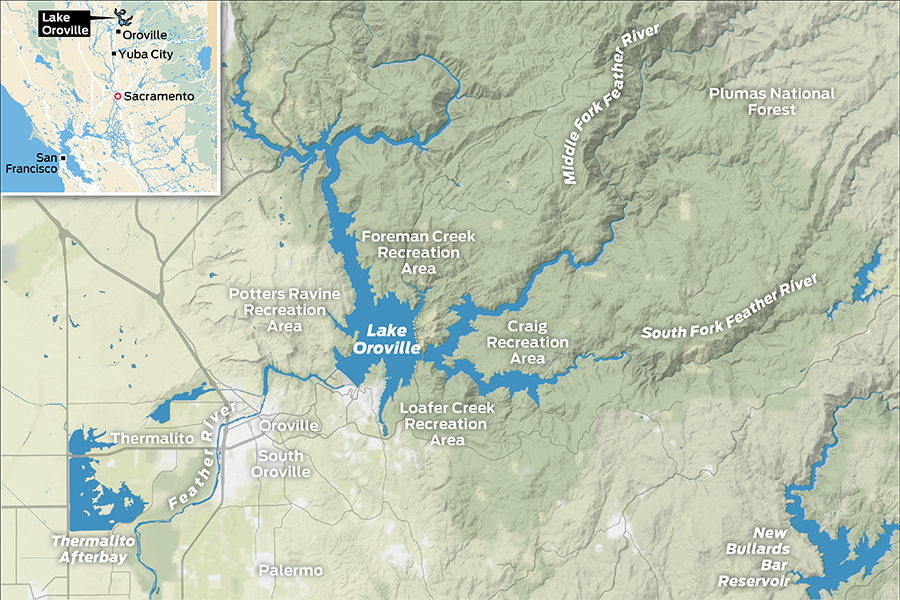 Lake
Oroville
Oroville
Yuba City
Sacramento
San
Francisco
Middle Fork Feather River
Plumas National
Forest
Foreman Creek
Recreation
Area
Potters Ravine
Recreation
Area
Lake
Oroville
Craig
Recreation
Area
South Fork Feather River
Loafer Creek
Recreation
Area
Feather River
Thermalito
Oroville
South
Oroville
Thermalito
Afterbay
Palermo
New
Bullards
Bar
Reservoir